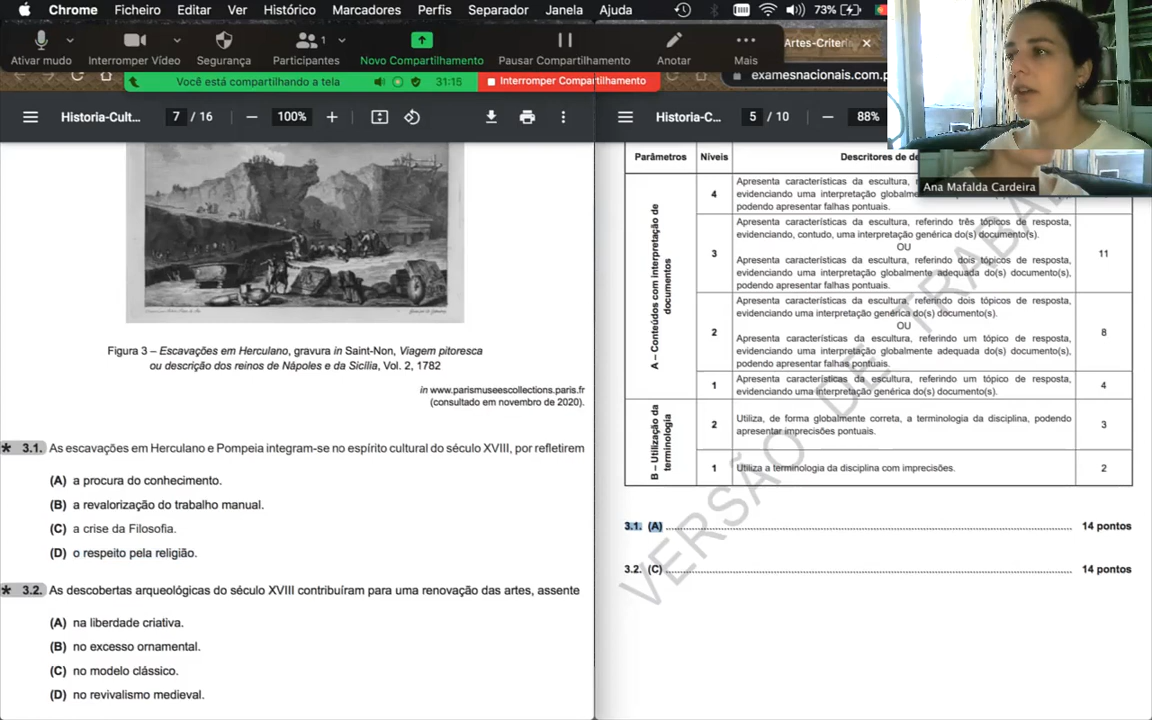 Chrome Ficheiro Editar Ver Histórico Marcadores Perfis Separador Janela Ajuda 73%
Ativar mudo Interromper Vídeo Segurança Participantes 1 Novo Compartilhamento Pausar Compartilhamento Anotar Mais
Artes-Criteri
Você está compartilhando a tela 31:15 Interromper Compartilhamento
examesnacionais.com.p
Historia-Cult... 7 / 16 100%
Historia-C... 5 / 10 88%
Ana Mafalda Cardeira
Figura 3 – Escavações em Herculano, gravura in Saint-Non, Viagem pitoresca
ou descrição dos reinos de Nápoles e da Sicília, Vol. 2, 1782
in www.parismuseescollections.paris.fr
(consultado em novembro de 2020).
* 3.1. As escavações em Herculano e Pompeia integram-se no espírito cultural do século XVIII, por refletirem
(A) a procura do conhecimento.
(B) a revalorização do trabalho manual.
(C) a crise da Filosofia.
(D) o respeito pela religião.
* 3.2. As descobertas arqueológicas do século XVIII contribuíram para uma renovação das artes, assente
(A) na liberdade criativa.
(B) no excesso ornamental.
(C) no modelo clássico.
(D) no revivalismo medieval.
Parâmetros Níveis Descritores de de
A – Conteúdos com interpretação de
documentos
4
Apresenta características da escultura,
evidenciando uma interpretação globalme
podendo apresentar falhas pontuais.
3
Apresenta características da escultura, referindo três tópicos de resposta,
evidenciando, contudo, uma interpretação genérica do(s) documento(s).
OU
Apresenta características da escultura, referindo dois tópicos de resposta,
evidenciando uma interpretação globalmente adequada do(s) documento(s),
podendo apresentar falhas pontuais.
11
2
Apresenta características da escultura, referindo dois tópicos de resposta,
evidenciando uma interpretação genérica do(s) documento(s).
OU
Apresenta características da escultura, referindo um tópico de resposta,
evidenciando uma interpretação globalmente adequada do(s) documento(s),
podendo apresentar falhas pontuais.
8
1
Apresenta características da escultura, referindo um tópico de resposta,
evidenciando uma interpretação genérica do(s) documento(s).
4
B – Utilização da
terminologia
2
Utiliza, de forma globalmente correta, a terminologia da disciplina, podendo
apresentar imprecisões pontuais.
3
1 Utiliza a terminologia da disciplina com imprecisões. 2
3.1. (A) 14 pontos
3.2. (C) 14 pontos
VERSÃO DE TRABAL